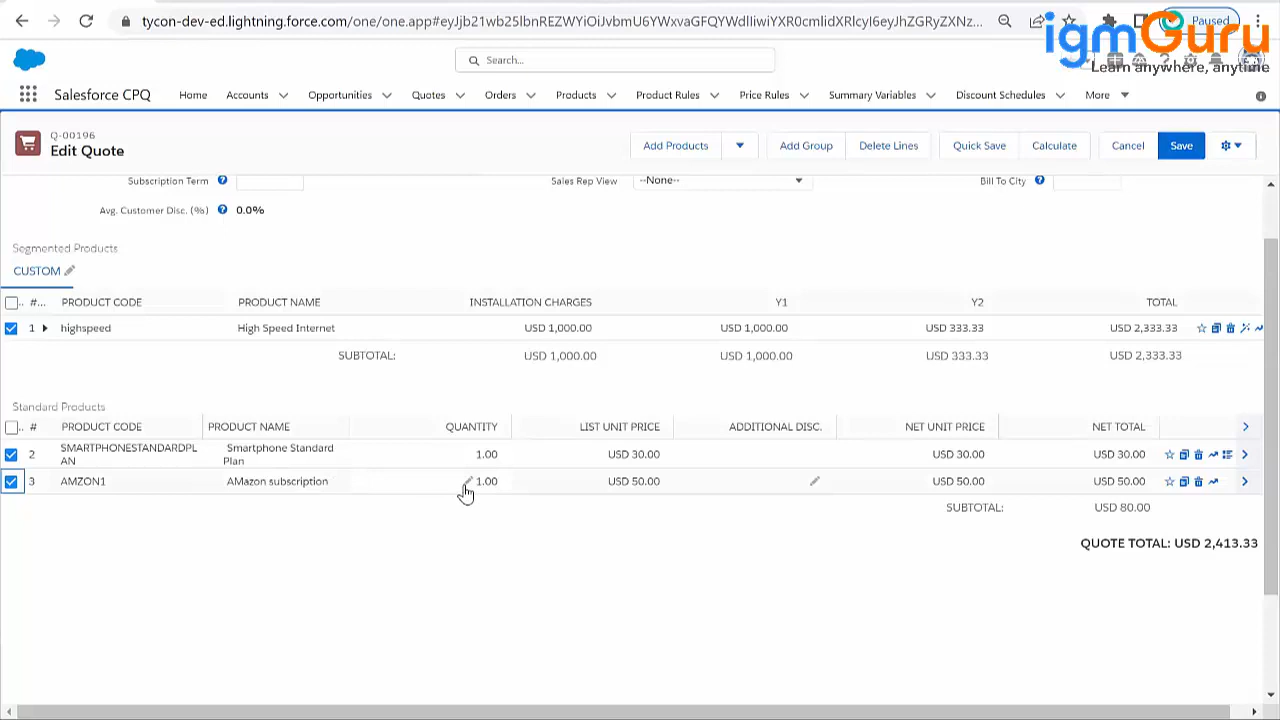 tycon-dev-ed.lightning.force.com/one/one.app#eyJjb21wb25lbnREZWYiOiJvbmU6YWxvaGFQYWdlIiwiYXR0cmlidXRlcyI6eyJhZGRyZXNz...
Paused
igmGuru
Learn anywhere, anytime
Search...
Salesforce CPQ Home Accounts Opportunities Quotes Orders Products Product Rules Price Rules Summary Variables Discount Schedules More
Q-00196
Edit Quote
Add Products Add Group Delete Lines Quick Save Calculate Cancel Save
Subscription Term Sales Rep View --None-- Bill To City
Avg. Customer Disc. (%) 0.0%
Segmented Products
CUSTOM
#... PRODUCT CODE PRODUCT NAME INSTALLATION CHARGES Y1 Y2 TOTAL
1 highspeed High Speed Internet USD 1,000.00 USD 1,000.00 USD 333.33 USD 2,333.33
SUBTOTAL: USD 1,000.00 USD 1,000.00 USD 333.33 USD 2,333.33
Standard Products
# PRODUCT CODE PRODUCT NAME QUANTITY LIST UNIT PRICE ADDITIONAL DISC. NET UNIT PRICE NET TOTAL
2 SMARTPHONESTANDARDPL Smartphone Standard 1.00 USD 30.00 USD 30.00 USD 30.00
AN Plan
3 AMZON1 AMazon subscription 1.00 USD 50.00 USD 50.00 USD 50.00
SUBTOTAL: USD 80.00
QUOTE TOTAL: USD 2,413.33